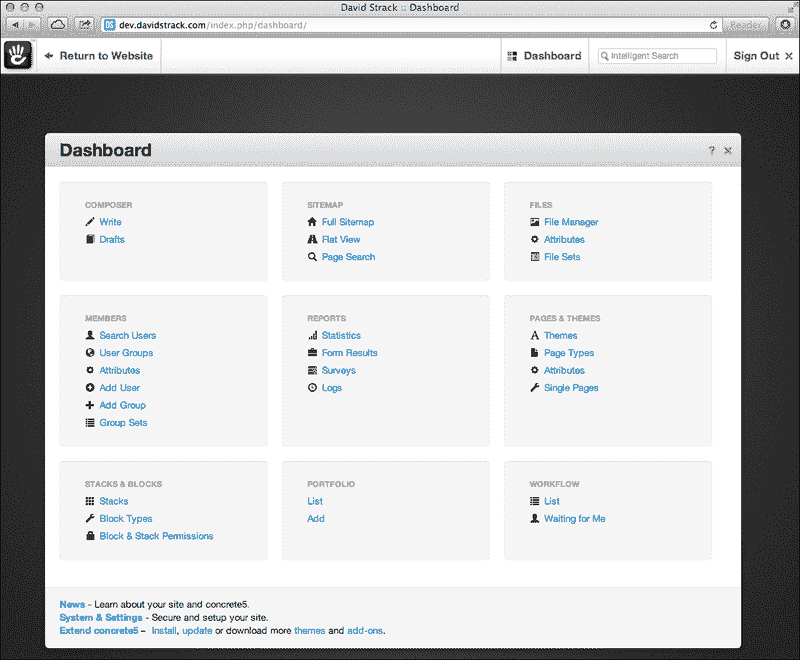 David Strack :: Dashboard
dev.davidstrack.com/index.php/dashboard/
Reader
Return to Website
Dashboard
Intelligent Search
Sign Out
Dashboard
?
COMPOSER
Write
Drafts
SITEMAP
Full Sitemap
Flat View
Page Search
FILES
File Manager
Attributes
File Sets
MEMBERS
Search Users
User Groups
Attributes
Add User
Add Group
Group Sets
REPORTS
Statistics
Form Results
Surveys
Logs
PAGES & THEMES
Themes
Page Types
Attributes
Single Pages
STACKS & BLOCKS
Stacks
Block Types
Block & Stack Permissions
PORTFOLIO
List
Add
WORKFLOW
List
Waiting for Me
News - Learn about your site and concrete5.
System & Settings - Secure and setup your site.
Extend concrete5 – Install, update or download more themes and add-ons.